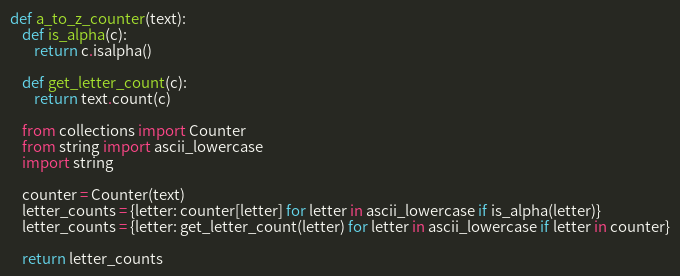 def a_to_z_counter(text):
def is_alpha(c):
return c.isalpha()
def get_letter_count(c):
return text.count(c)
from collections import Counter
from string import ascii_lowercase
import string
counter = Counter(text)
letter_counts = {letter: counter[letter] for letter in ascii_lowercase if is_alpha(letter)}
letter_counts = {letter: get_letter_count(letter) for letter in ascii_lowercase if letter in counter}
return letter_counts